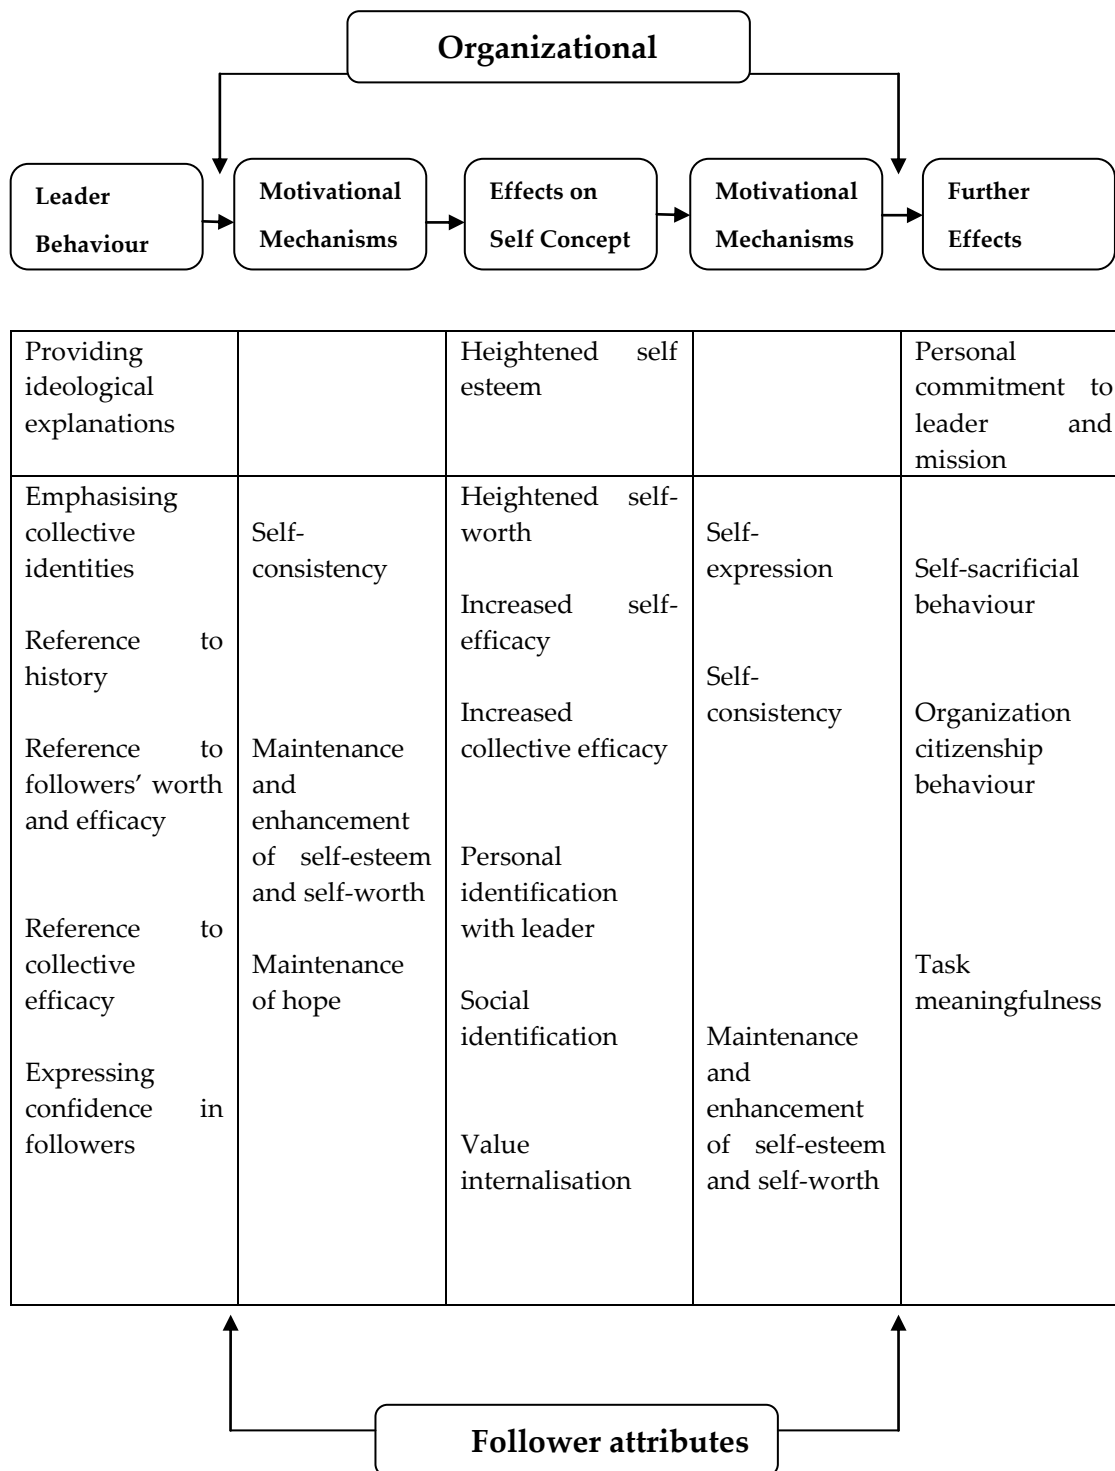 Organizational
Leader
Behaviour
Motivational
Mechanisms
Effects on
Self Concept
Motivational
Mechanisms
Further
Effects
Providing
ideological
explanations
Heightened self
esteem
Personal
commitment to
leader and
mission
Emphasising
collective
identities
Reference to
history
Reference to
followers’ worth
and efficacy
Reference to
collective
efficacy
Expressing
confidence in
followers
Self-
consistency
Maintenance
and
enhancement
of self-esteem
and self-worth
Maintenance
of hope
Heightened self-
worth
Increased self-
efficacy
Increased
collective efficacy
Personal
identification
with leader
Social
identification
Value
internalisation
Self-
expression
Self-
consistency
Maintenance
and
enhancement
of self-esteem
and self-worth
Self-sacrificial
behaviour
Organization
citizenship
behaviour
Task
meaningfulness
Follower attributes